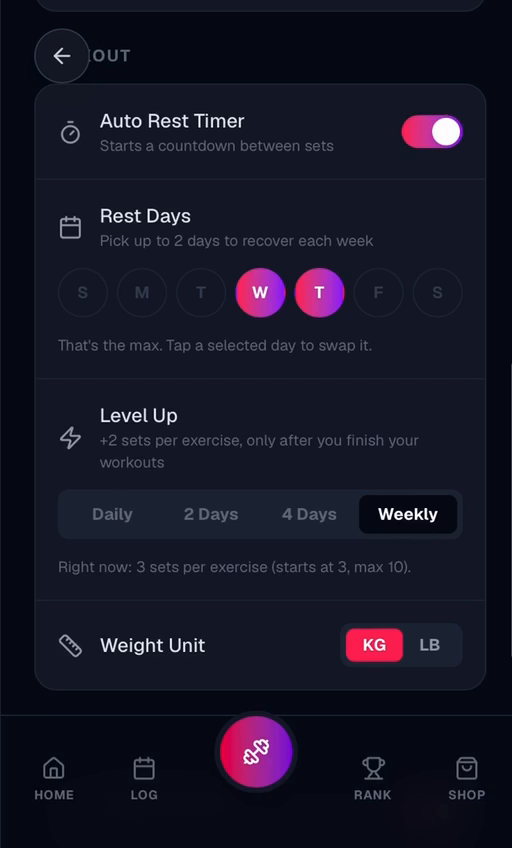 OUT
Auto Rest Timer
Starts a countdown between sets
Rest Days
Pick up to 2 days to recover each week
S M T W T F S
That's the max. Tap a selected day to swap it.
Level Up
+2 sets per exercise, only after you finish your
workouts
Daily 2 Days 4 Days Weekly
Right now: 3 sets per exercise (starts at 3, max 10).
Weight Unit KG LB
HOME LOG RANK SHOP